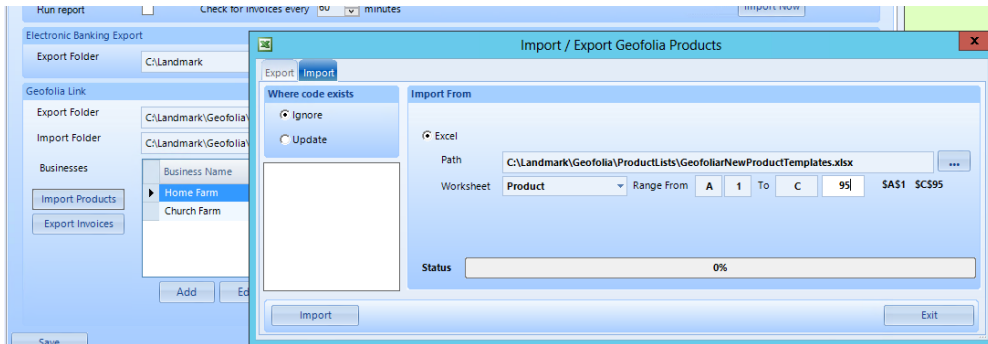 Run report Check for invoices every 60 minutes Import Now
Electronic Banking Export
Export Folder C:\Landmark
Geofolia Link
Export Folder C:\Landmark\Geofolia\
Import Folder C:\Landmark\Geofolia\
Businesses Business Name
Import Products Home Farm
Church Farm
Export Invoices
Add Ed
Save
Import / Export Geofolia Products x
Export Import
Where code exists
Ignore
Update
Import From
Excel
Path C:\Landmark\Geofolia\ProductLists\GeofoliarNewProductTemplates.xlsx ...
Worksheet Product Range From A 1 To C 95 $A$1 $C$95
Status 0%
Import Exit